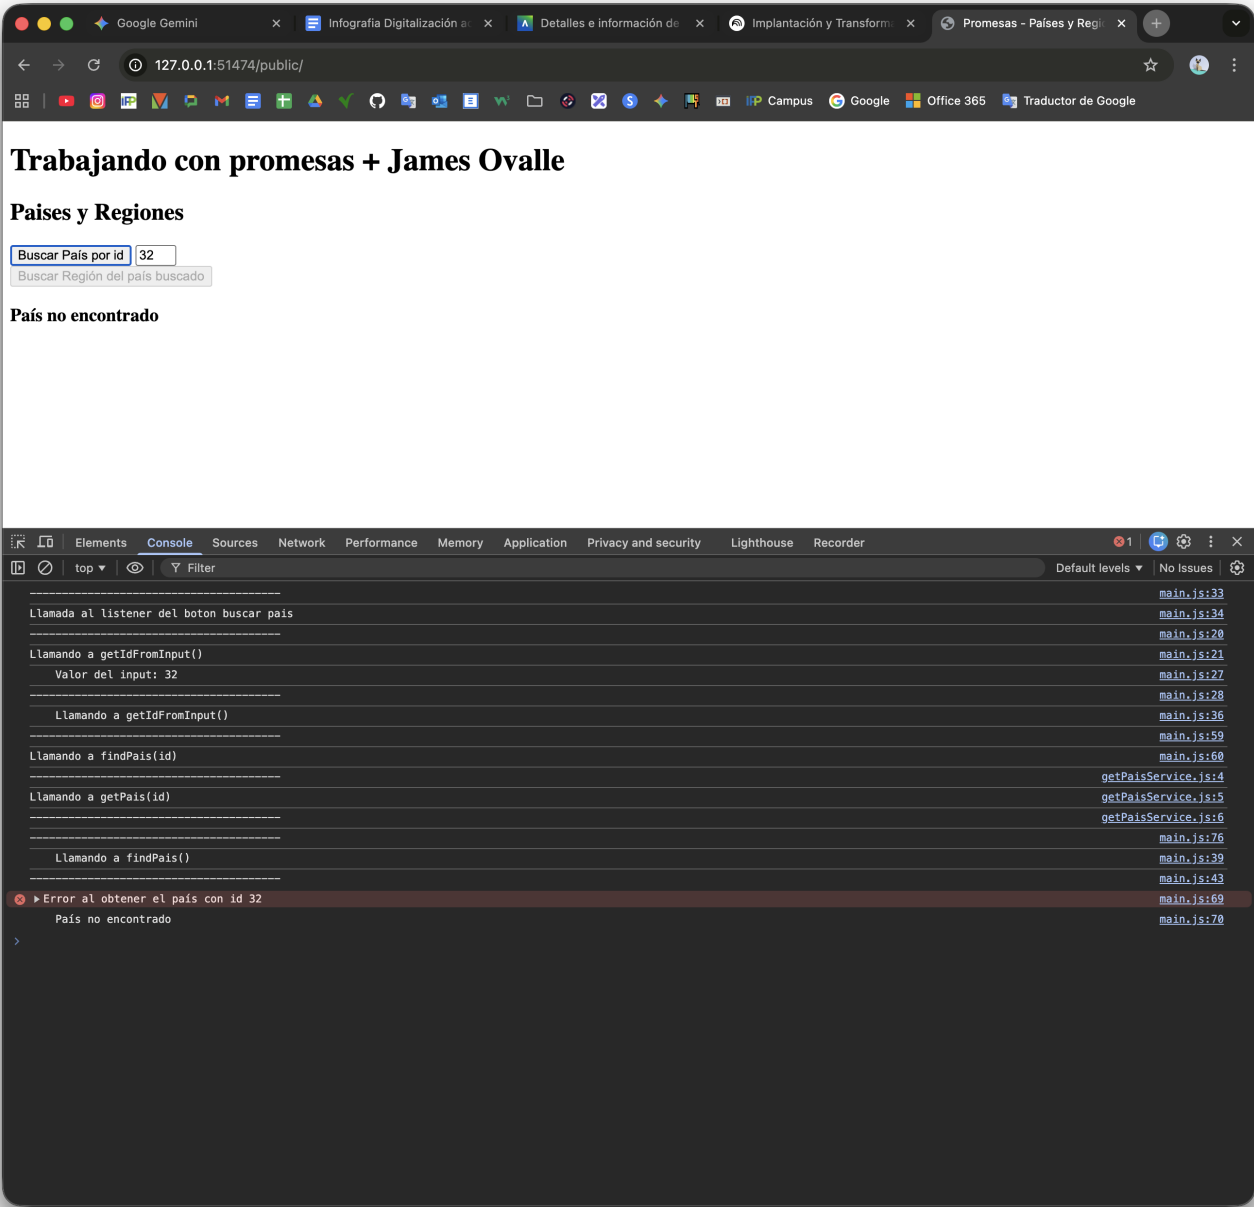 Google Gemini
Infografia Digitalización a
Detalles e información de
Implantación y Transform
Promesas - Países y Regi
127.0.0.1:51474/public/
Campus
Google
Office 365
Traductor de Google
Trabajando con promesas + James Ovalle
Paises y Regiones
Buscar País por id 32
Buscar Región del país buscado
País no encontrado
Elements Console Sources Network Performance Memory Application Privacy and security Lighthouse Recorder 1
top Filter Default levels No Issues
--------------------------------------- main.js:33
Llamada al listener del boton buscar pais main.js:34
--------------------------------------- main.js:20
Llamando a getIdFromInput() main.js:21
Valor del input: 32 main.js:27
--------------------------------------- main.js:28
Llamando a getIdFromInput() main.js:36
--------------------------------------- main.js:59
Llamando a findPais(id) main.js:60
--------------------------------------- getPaisService.js:4
Llamando a getPais(id) getPaisService.js:5
--------------------------------------- getPaisService.js:6
--------------------------------------- main.js:76
Llamando a findPais() main.js:39
--------------------------------------- main.js:43
Error al obtener el país con id 32 main.js:69
País no encontrado main.js:70